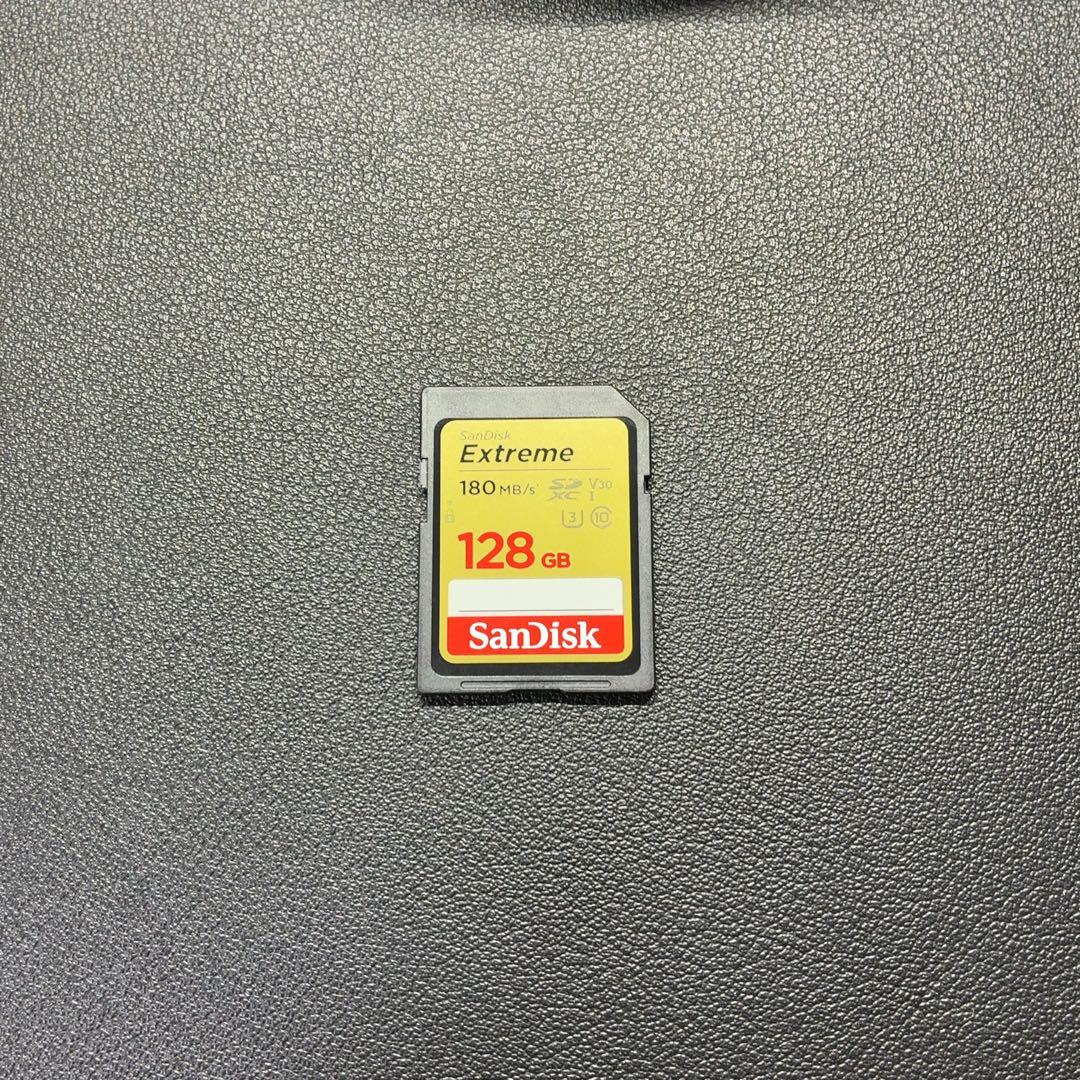 SanDisk
Extreme
180 MB/s
SD XC V30 I
3 10
128 GB
SanDisk